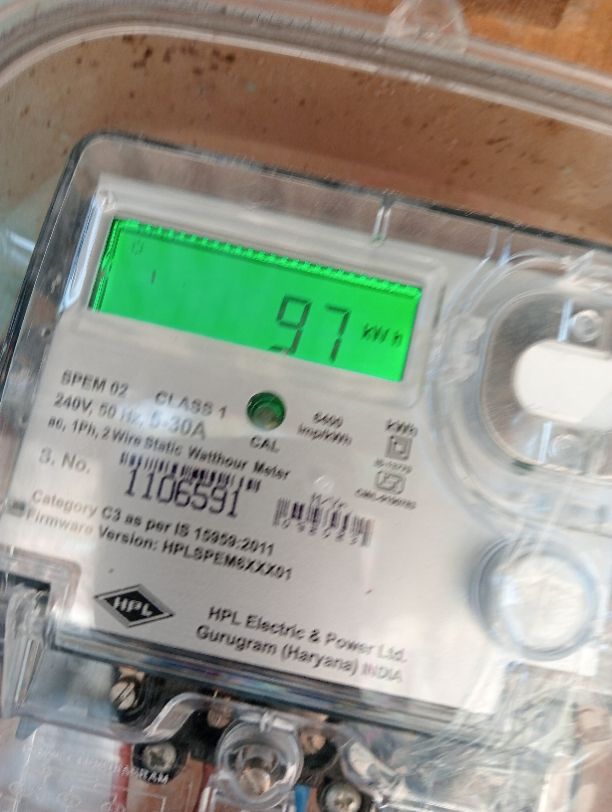 97 kWh
SPEM 02 CLASS 1
240V, 50 Hz, 5-30A
ac, 1Ph, 2 Wire Static Watthour Meter
CAL
6400
imp/kWh
kWh
S. No.
1106591
Category C3 as per IS 15959:2011
Firmware Version: HPLSPEM6XXX01
HPL
HPL Electric & Power Ltd.
Gurugram (Haryana) INDIA